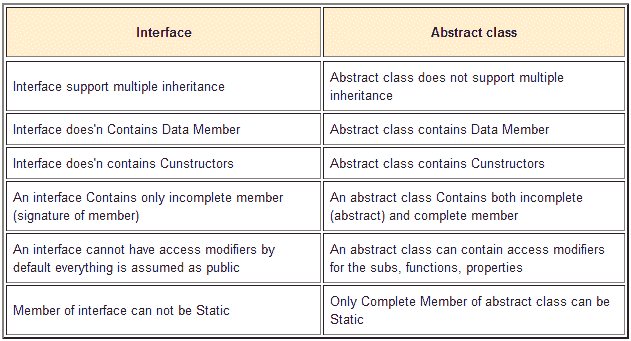 Interface
Abstract class
Interface support multiple inheritance
Abstract class does not support multiple
inheritance
Interface does'n Contains Data Member
Abstract class contains Data Member
Interface does'n contains Cunstructors
Abstract class contains Cunstructors
An interface Contains only incomplete member
(signature of member)
An abstract class Contains both incomplete
(abstract) and complete member
An interface cannot have access modifiers by
default everything is assumed as public
An abstract class can contain access modifiers
for the subs, functions, properties
Member of interface can not be Static
Only Complete Member of abstract class can be
Static